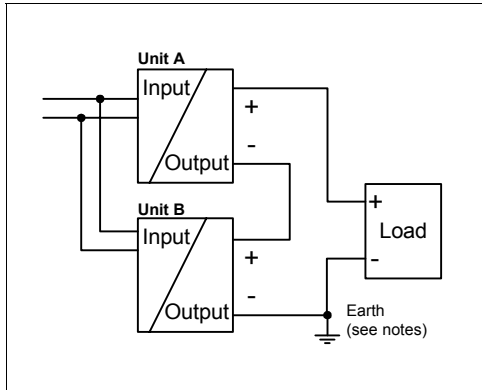 Unit A
Input
+
-
Output
Unit B
Input
+
-
Output
+
Load
-
Earth
(see notes)